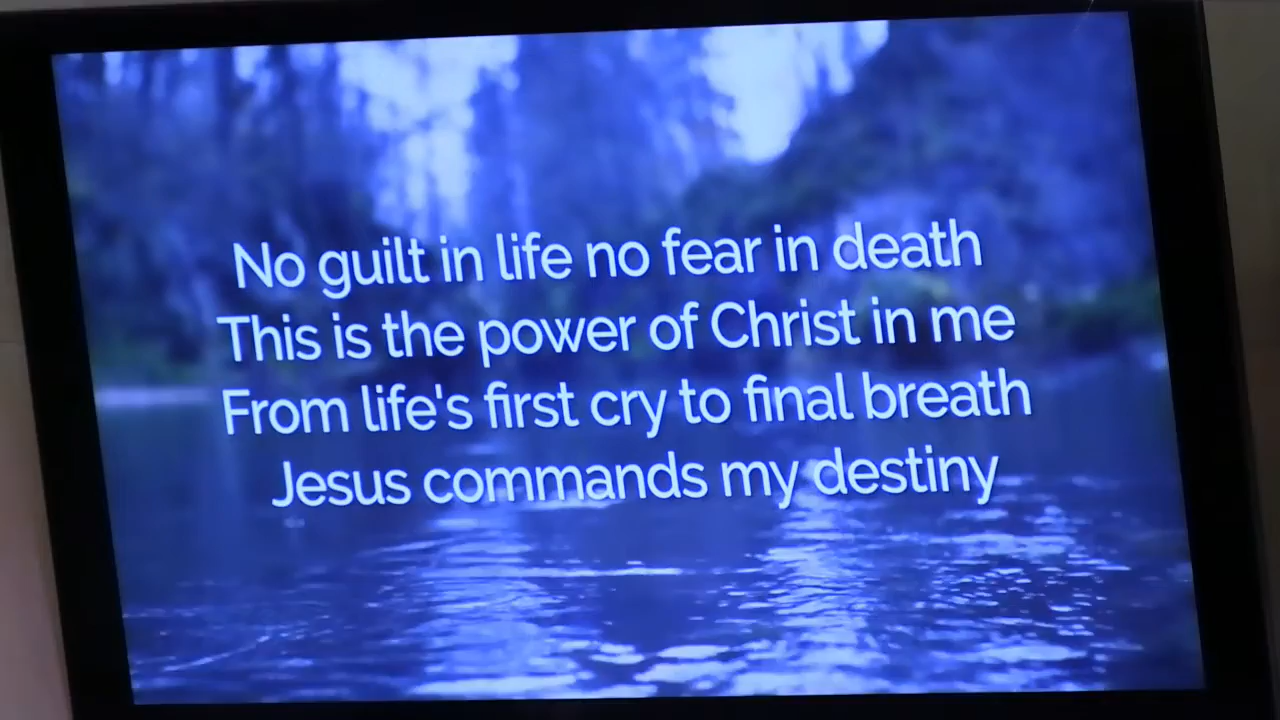 No guilt in life no fear in death
This is the power of Christ in me
From life's first cry to final breath
Jesus commands my destiny